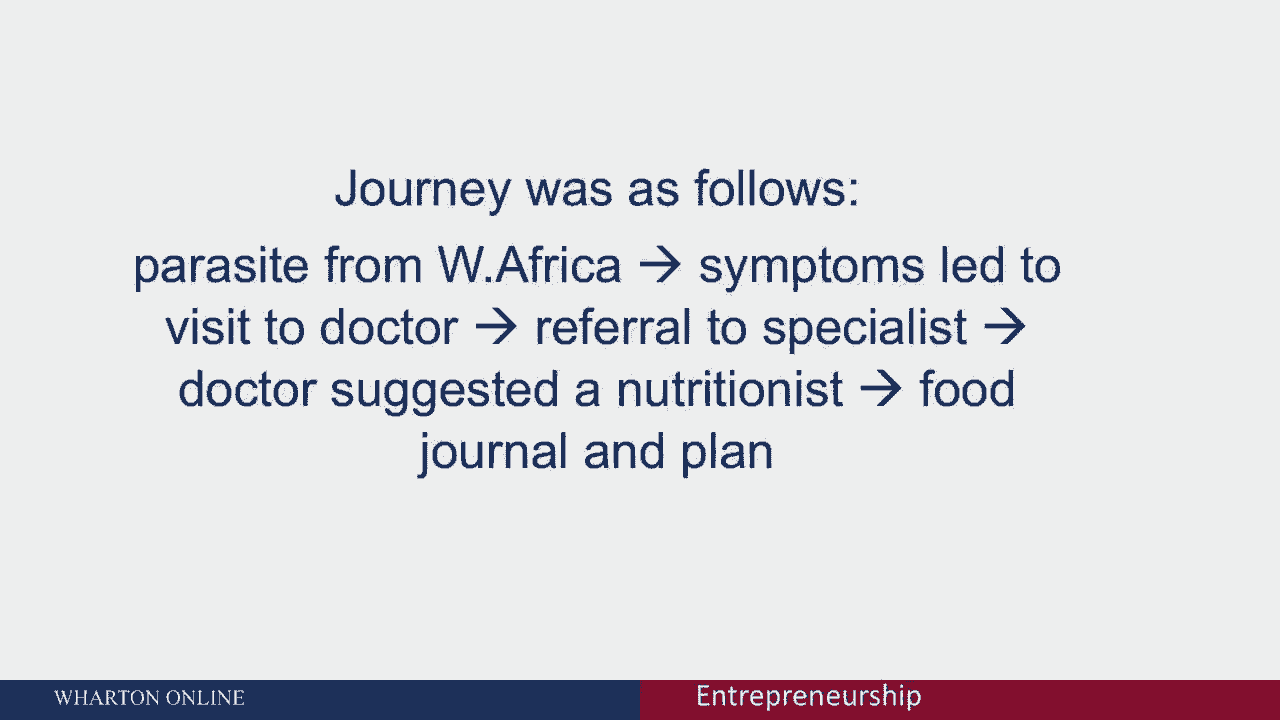 Journey was as follows:
parasite from W.Africa → symptoms led to
visit to doctor → referral to specialist →
doctor suggested a nutritionist → food
journal and plan
WHARTON ONLINE
Entrepreneurship